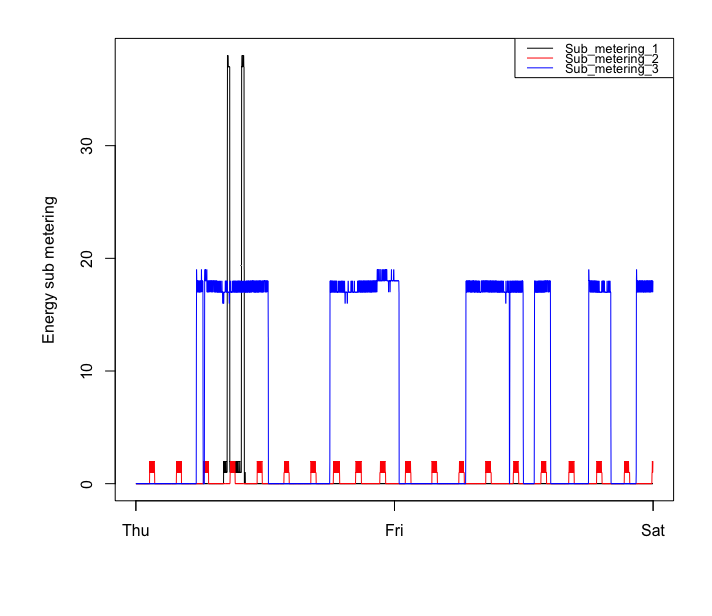 Sub_metering_1
Sub_metering_2
Sub_metering_3
Energy sub metering
30
20
10
0
Thu Fri Sat